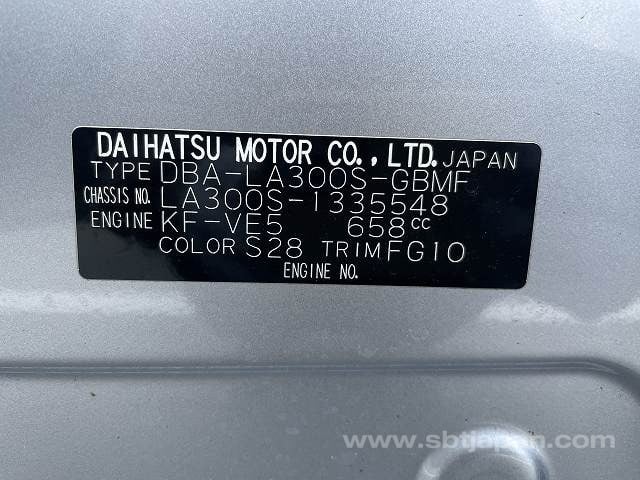 DAIHATSU MOTOR CO., LTD. JAPAN
TYPE DBA-LA300S-GBMF
CHASSIS NO. LA300S-1335548
ENGINE KF-VE5 658cc
COLOR S28 TRIM FG10
ENGINE NO.
www.sbtjapan.com